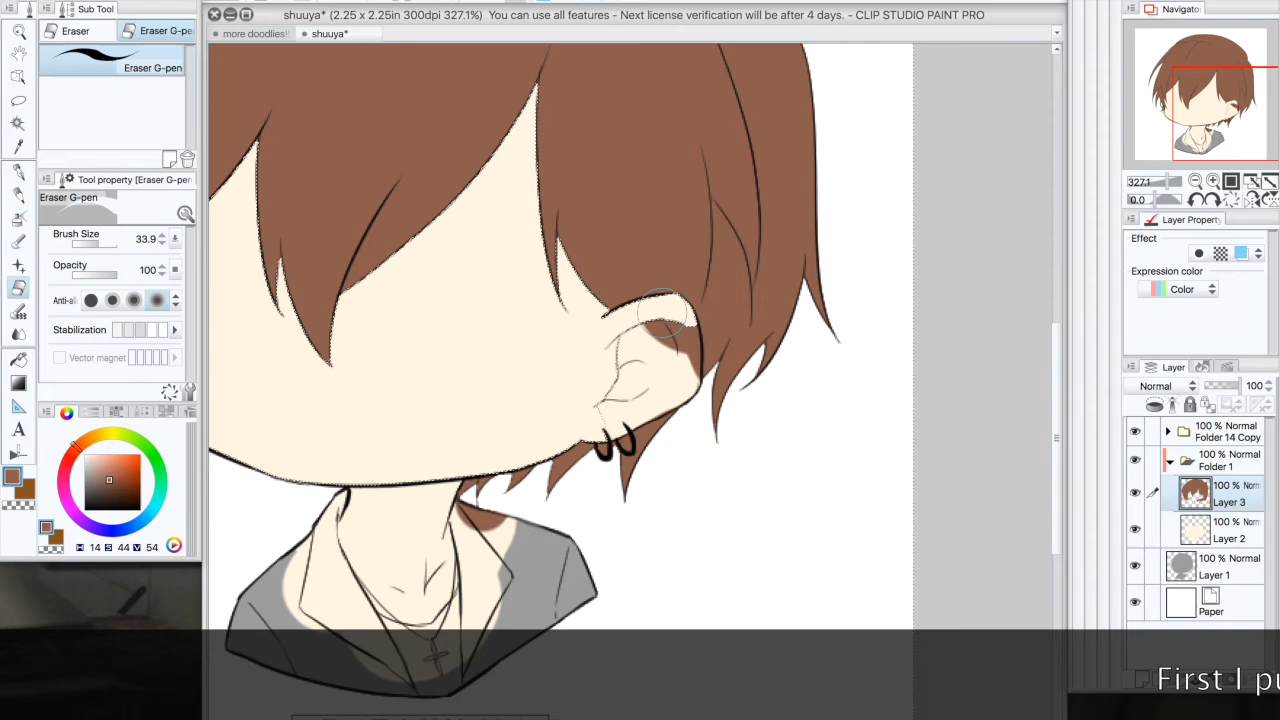 Sub Tool
shuuya* (2.25 x 2.25in 300dpi 327.1%)  You can use all features - Next license verification will be after 4 days. - CLIP STUDIO PAINT PRO
Navigator
Eraser
Eraser G-pen
more doodlies!!
shuuya*
Eraser G-pen
Tool property [Eraser G-pen
Eraser G-pen
Brush Size
33.9
Opacity
100
Anti-al
Stabilization
Vector magnet
H 14 S 44 V 54
327.1
0.0
Layer Property
Effect
Expression color
Color
Layer
Normal
100
100 % Normal
Folder 14 Copy
100 % Normal
Folder 1
100 % Norm
Layer 3
100 % Norm
Layer 2
100 % Normal
Layer 1
Paper
A
First I pu